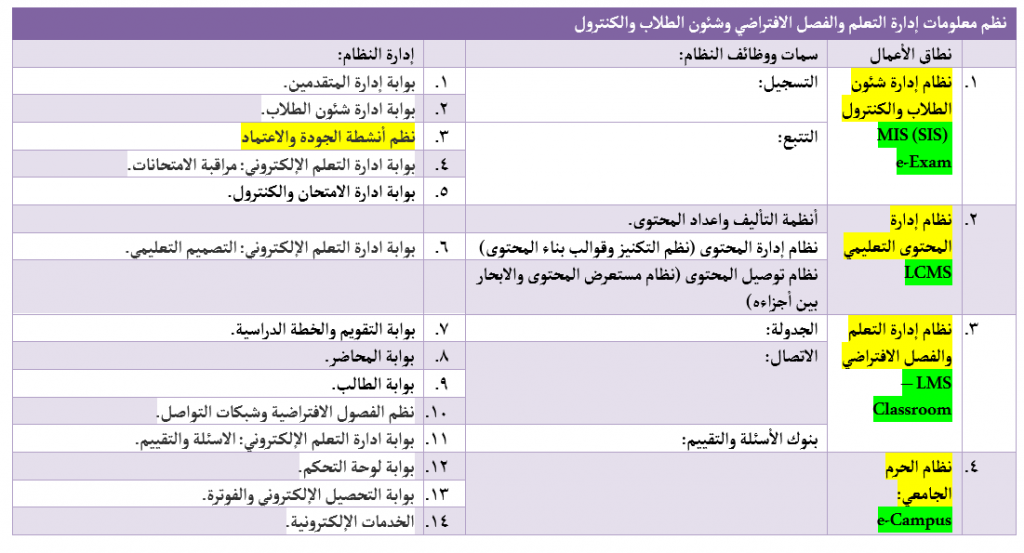 نظم معلومات إدارة التعلم والفصل الافتراضي وشئون الطلاب والكنترول
نطاق الأعمال
سمات ووظائف النظام:
إدارة النظام:
١.
نظام إدارة شئون
الطلاب والكنترول
MIS (SIS)
e-Exam
التسجيل:
التتبع:
١. بوابة إدارة المتقدمين.
٢. بوابة ادارة شئون الطلاب.
٣. نظم أنشطة الجودة والاعتماد
٤. بوابة ادارة التعلم الإلكتروني: مراقبة الامتحانات.
٥. بوابة ادارة الامتحان والكنترول.
٢.
نظام إدارة
المحتوى التعليمي
LCMS
أنظمة التأليف واعداد المحتوى.
نظام إدارة المحتوى (نظم التكنيز وقوالب بناء المحتوى)
نظام توصيل المحتوى (نظام مستعرض المحتوى والابحار
بين أجزاءه)
٦. بوابة ادارة التعلم الإلكتروني: التصميم التعليمي.
٣.
نظام إدارة التعلم
والفصل الافتراضي
LMS –
Classroom
الجدولة:
الاتصال:
بنوك الأسئلة والتقييم:
٧. بوابة التقويم والخطة الدراسية.
٨. بوابة المحاضر.
٩. بوابة الطالب.
١٠. نظم الفصول الافتراضية وشبكات التواصل.
١١. بوابة ادارة التعلم الإلكتروني: الاسئلة والتقييم.
٤.
نظام الحرم
الجامعي:
e-Campus
١٢. بوابة لوحة التحكم.
١٣. بوابة التحصيل الإلكتروني والفوترة.
١٤. الخدمات الإلكترونية.